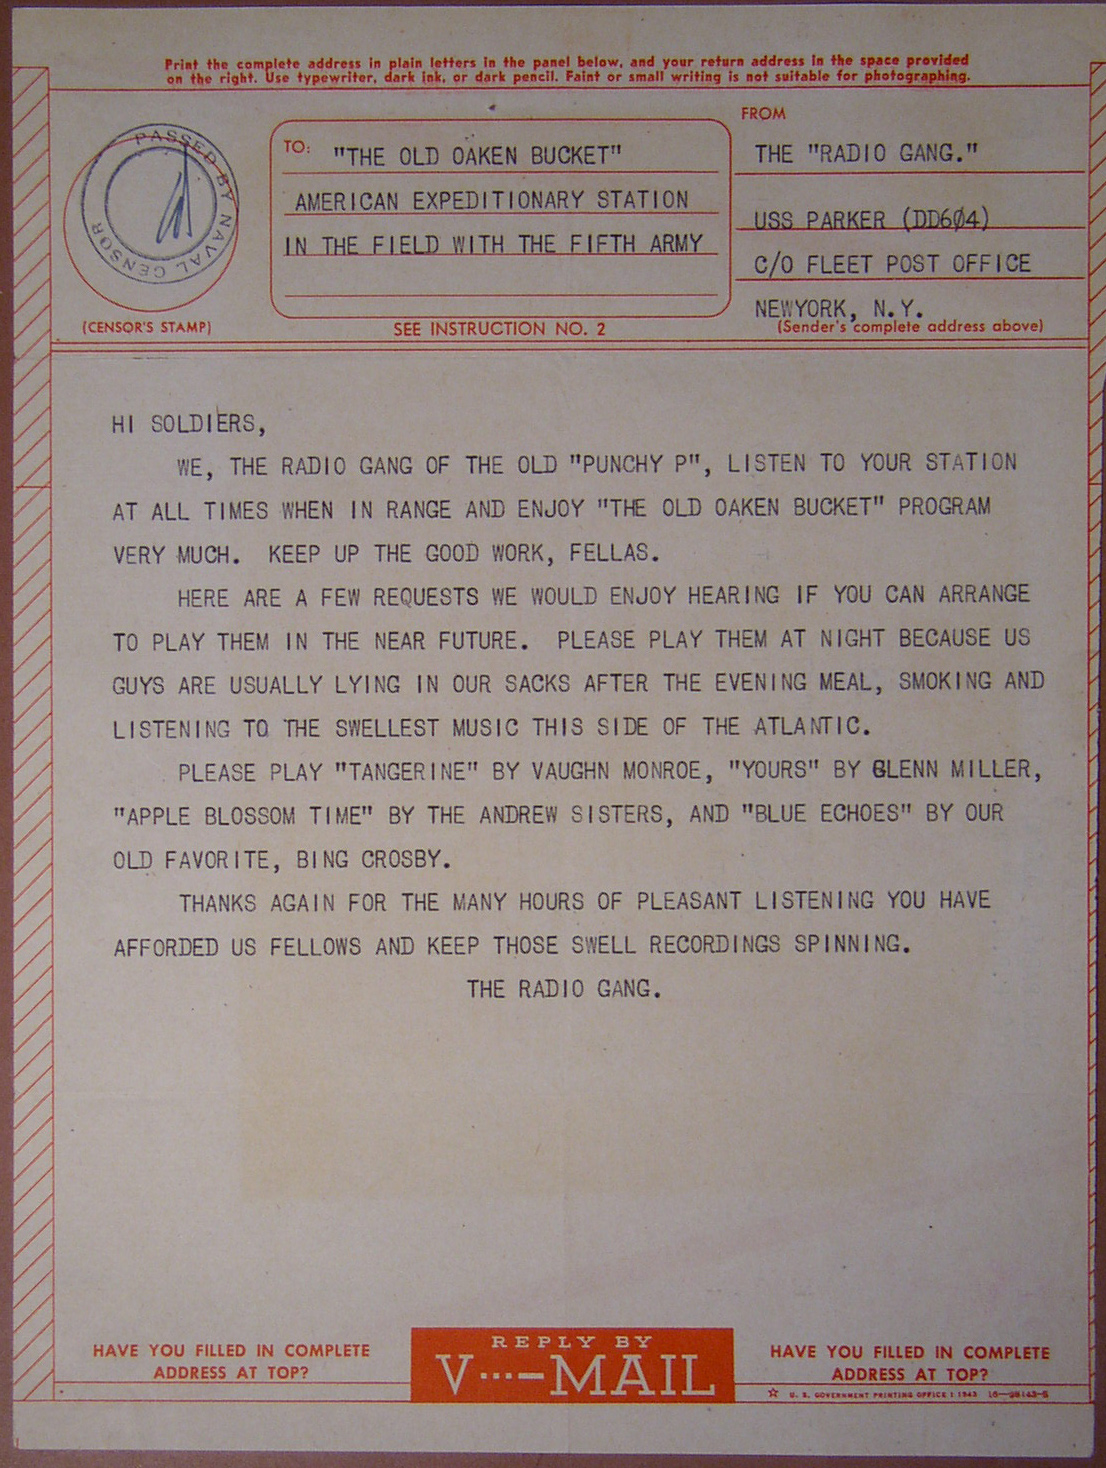 Print the complete address in plain letters in the panel below, and your return address in the space provided
on the right. Use typewriter, dark ink, or dark pencil. Faint or small writing is not suitable for photographing.
PASSED BY NAVAL CENSOR
(CENSOR'S STAMP)
TO: "THE OLD OAKEN BUCKET"
AMERICAN EXPEDITIONARY STATION
IN THE FIELD WITH THE FIFTH ARMY
SEE INSTRUCTION NO. 2
FROM
THE "RADIO GANG."
USS PARKER (DD6Ø4)
C/O FLEET POST OFFICE
NEWYORK, N.Y.
(Sender's complete address above)
HI SOLDIERS,
WE, THE RADIO GANG OF THE OLD "PUNCHY P", LISTEN TO YOUR STATION
AT ALL TIMES WHEN IN RANGE AND ENJOY "THE OLD OAKEN BUCKET" PROGRAM
VERY MUCH. KEEP UP THE GOOD WORK, FELLAS.
HERE ARE A FEW REQUESTS WE WOULD ENJOY HEARING IF YOU CAN ARRANGE
TO PLAY THEM IN THE NEAR FUTURE. PLEASE PLAY THEM AT NIGHT BECAUSE US
GUYS ARE USUALLY LYING IN OUR SACKS AFTER THE EVENING MEAL, SMOKING AND
LISTENING TO THE SWELLEST MUSIC THIS SIDE OF THE ATLANTIC.
PLEASE PLAY "TANGERINE" BY VAUGHN MONROE, "YOURS" BY GLENN MILLER,
"APPLE BLOSSOM TIME" BY THE ANDREW SISTERS, AND "BLUE ECHOES" BY OUR
OLD FAVORITE, BING CROSBY.
THANKS AGAIN FOR THE MANY HOURS OF PLEASANT LISTENING YOU HAVE
AFFORDED US FELLOWS AND KEEP THOSE SWELL RECORDINGS SPINNING.
THE RADIO GANG.
HAVE YOU FILLED IN COMPLETE
ADDRESS AT TOP?
REPLY BY
V···—MAIL
HAVE YOU FILLED IN COMPLETE
ADDRESS AT TOP?
☆ U. S. GOVERNMENT PRINTING OFFICE : 1943